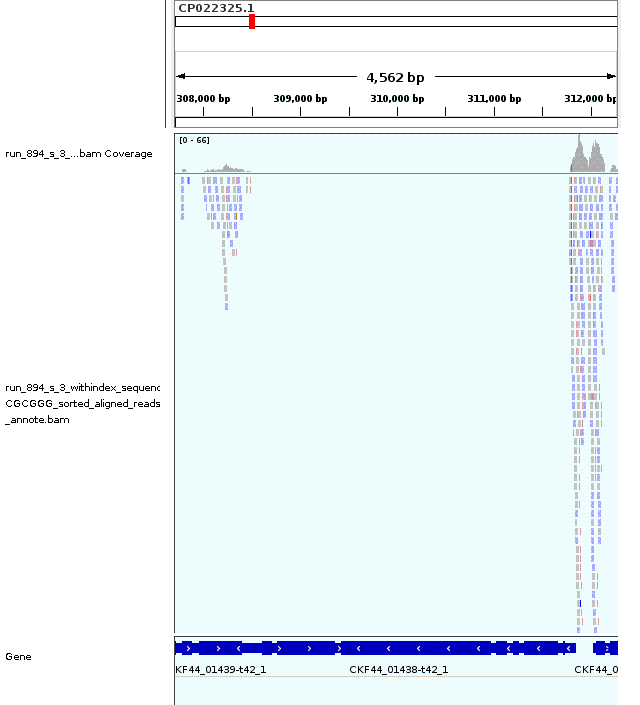 CP022325.1
4,562 bp
308,000 bp 309,000 bp 310,000 bp 311,000 bp 312,000 bp
[0 - 66]
run_894_s_3_...bam Coverage
run_894_s_3_withindex_sequenc
CGCGGG_sorted_aligned_reads
_annote.bam
Gene
KF44_01439-t42_1 CKF44_01438-t42_1 CKF44_0